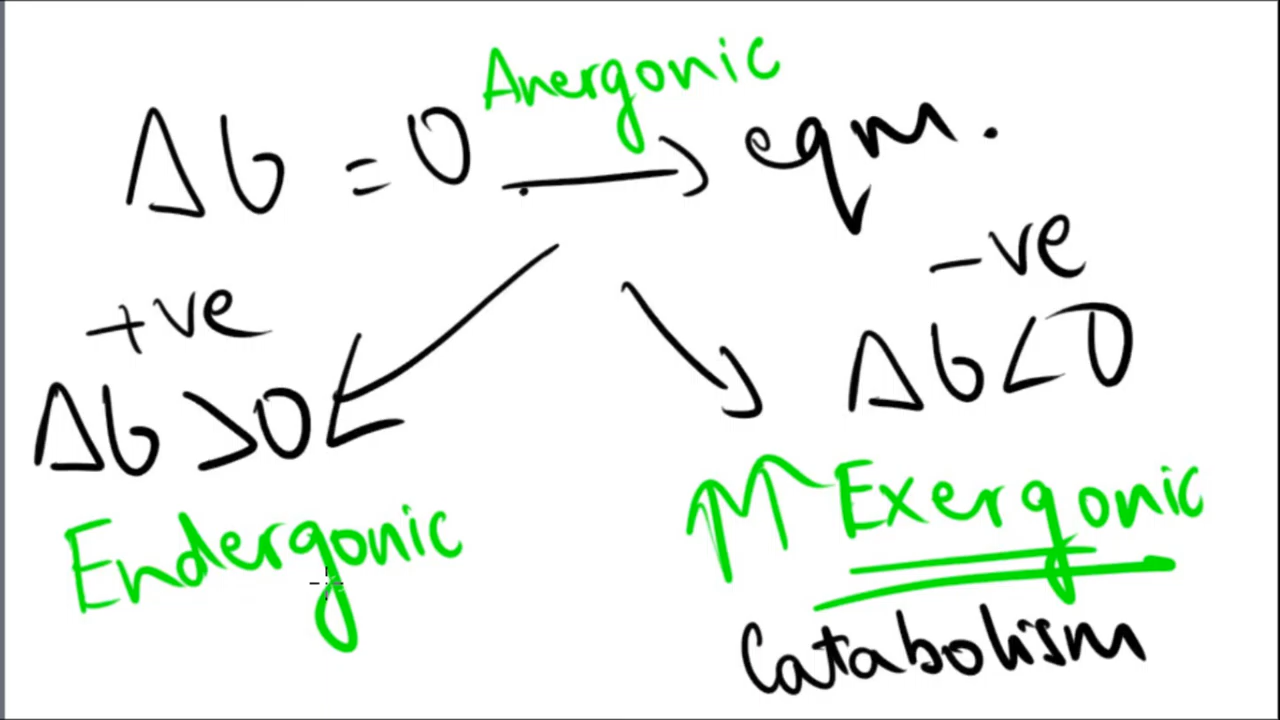 Anergonic
ΔG = 0 → eqm.
+ve
-ve
ΔG >0
ΔG<0
Endergonic
↑↑ Exergonic
Catabolism